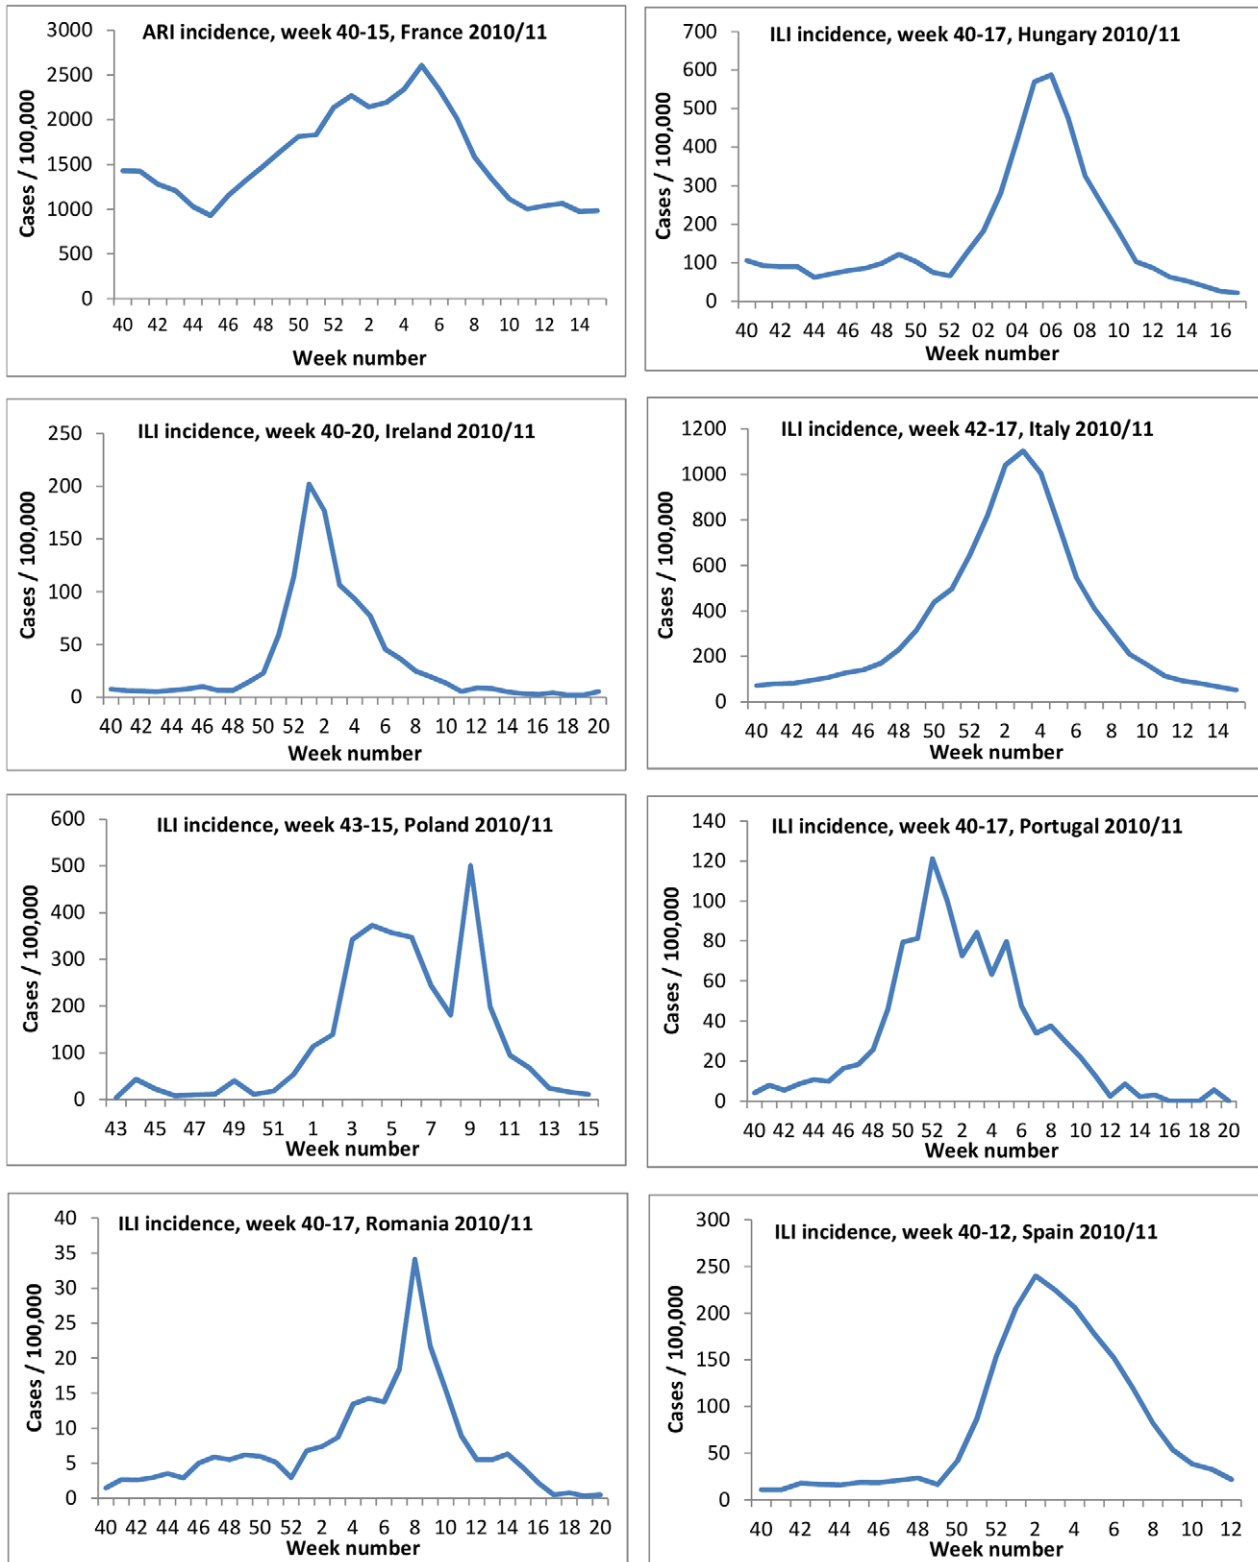 ARI incidence, week 40-15, France 2010/11
Cases / 100,000
3000
2500
2000
1500
1000
500
0
40 42 44 46 48 50 52 2 4 6 8 10 12 14
Week number
ILI incidence, week 40-17, Hungary 2010/11
Cases / 100,000
700
600
500
400
300
200
100
0
40 42 44 46 48 50 52 02 04 06 08 10 12 14 16
Week number
ILI incidence, week 40-20, Ireland 2010/11
Cases / 100,000
250
200
150
100
50
0
40 42 44 46 48 50 52 2 4 6 8 10 12 14 16 18 20
Week number
ILI incidence, week 42-17, Italy 2010/11
Cases / 100,000
1200
1000
800
600
400
200
0
40 42 44 46 48 50 52 2 4 6 8 10 12 14
Week number
ILI incidence, week 43-15, Poland 2010/11
Cases / 100,000
600
500
400
300
200
100
0
43 45 47 49 51 1 3 5 7 9 11 13 15
Week number
ILI incidence, week 40-17, Portugal 2010/11
Cases / 100,000
140
120
100
80
60
40
20
0
40 42 44 46 48 50 52 2 4 6 8 10 12 14 16 18 20
Week number
ILI incidence, week 40-17, Romania 2010/11
Cases / 100,000
40
35
30
25
20
15
10
5
0
40 42 44 46 48 50 52 2 4 6 8 10 12 14 16 18 20
Week number
ILI incidence, week 40-12, Spain 2010/11
Cases / 100,000
300
250
200
150
100
50
0
40 42 44 46 48 50 52 2 4 6 8 10 12
Week number